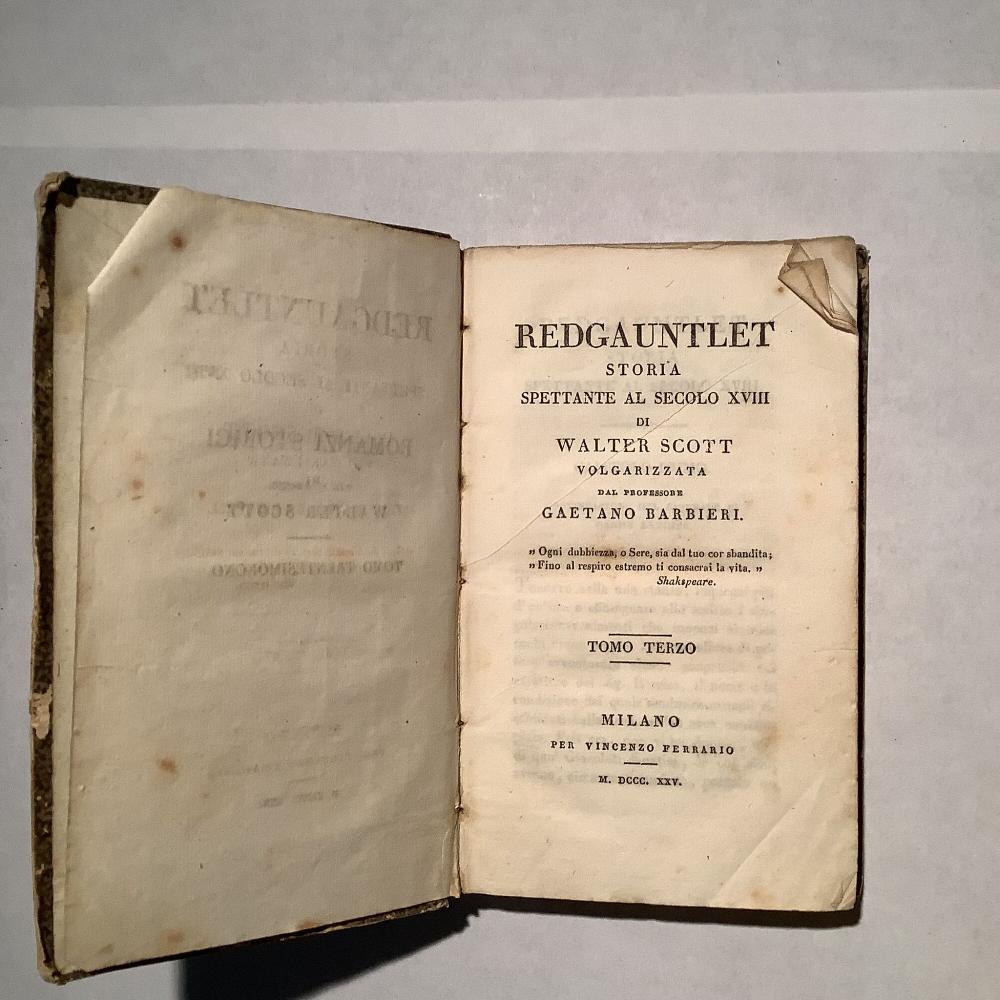 REDGAUNTLET
STORIA
SPETTANTE AL SECOLO XVIII
DI
WALTER SCOTT
VOLGARIZZATA
DAL PROFESSORE
GAETANO BARBIERI.
„ Ogni dubbiezza, o Sere, sia dal tuo cor sbandita;
„ Fino al respiro estremo ti consacrai la vita. „
Shakspeare.
TOMO TERZO
MILANO
PER VINCENZO FERRARIO
M. DCCC. XXV.